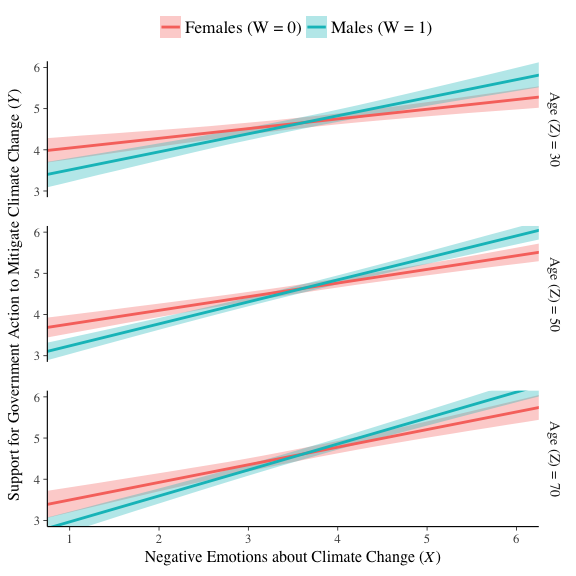 Females (W = 0) Males (W = 1)
Support for Government Action to Mitigate Climate Change (Y)
6
5
4
3
Age (Z) = 30
6
5
4
3
Age (Z) = 50
6
5
4
3
Age (Z) = 70
1 2 3 4 5 6
Negative Emotions about Climate Change (X)